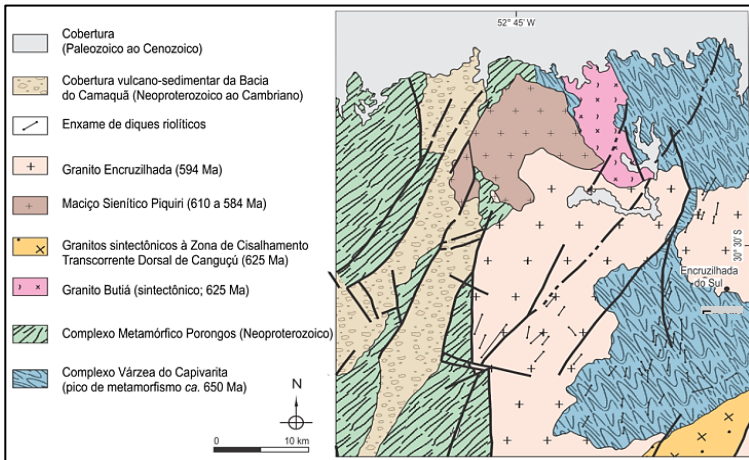 Cobertura
(Paleozoico ao Cenozoico)
Cobertura vulcano-sedimentar da Bacia
do Camaquã (Neoproterozoico ao Cambriano)
Enxame de diques riolíticos
Granito Encruzilhada (594 Ma)
Maciço Sienítico Piquiri (610 a 584 Ma)
Granitos sintectônicos à Zona de Cisalhamento
Transcorrente Dorsal de Canguçú (625 Ma)
Granito Butiá (sintectônico; 625 Ma)
Complexo Metamórfico Porongos (Neoproterozoico)
Complexo Várzea do Capivarita
(pico de metamorfismo ca. 650 Ma)
N
0 10 km
52° 45' W
30° 30' S
Encruzilhada
do Sul